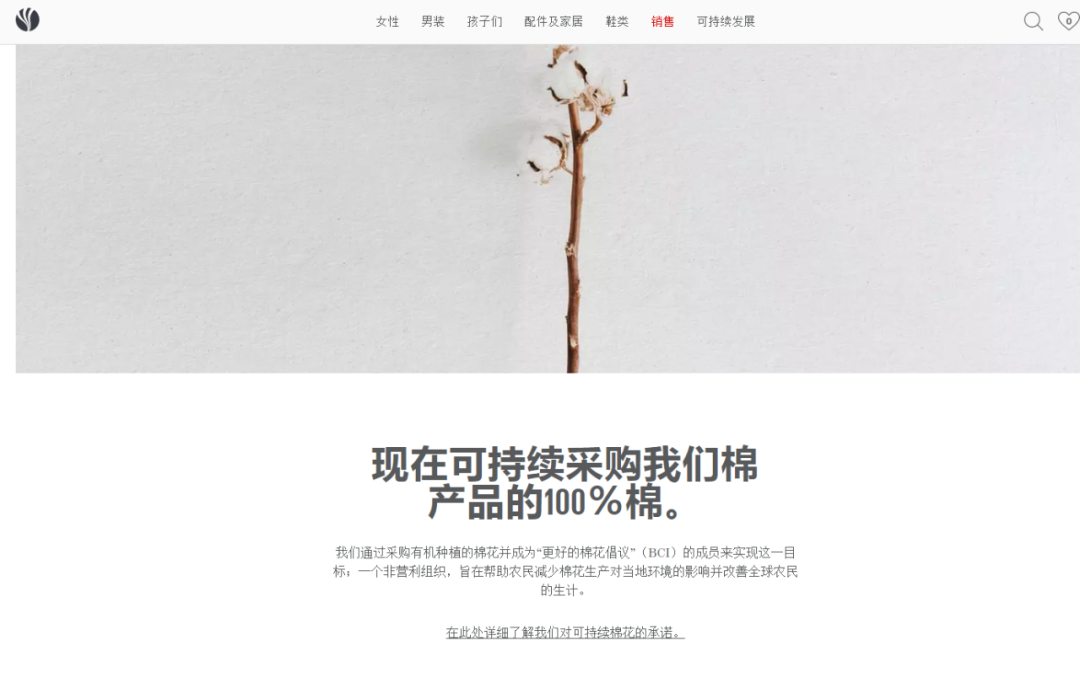 女性 男装 孩子们 配件及家居 鞋类 销售 可持续发展
0
现在可持续采购我们棉
产品的100%棉。
我们通过采购有机种植的棉花并成为“更好的棉花倡议”（BCI）的成员来实现这一目
标；一个非营利组织，旨在帮助农民减少棉花生产对当地环境的影响并改善全球农民
的生计。
在此处详细了解我们对可持续棉花的承诺。